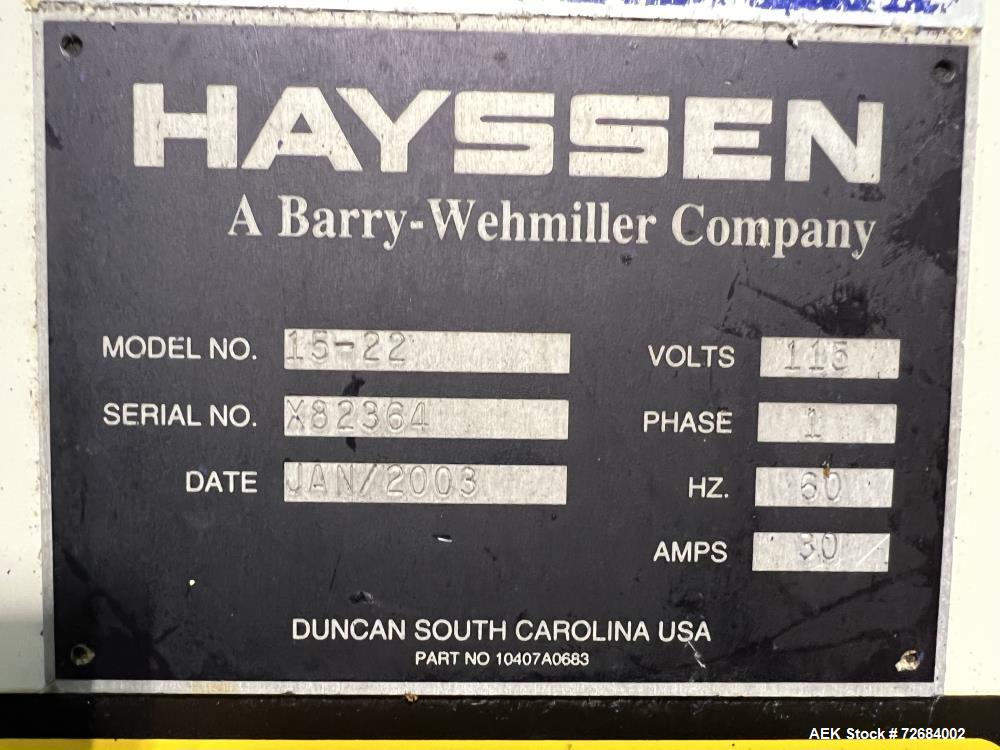 HAYSSEN
A Barry-Wehmiller Company
MODEL NO. 15-22
SERIAL NO. X82364
DATE JAN/2003
VOLTS 115
PHASE 1
HZ. 60
AMPS 30
DUNCAN SOUTH CAROLINA USA
PART NO 10407A0683
AEK Stock #72684002